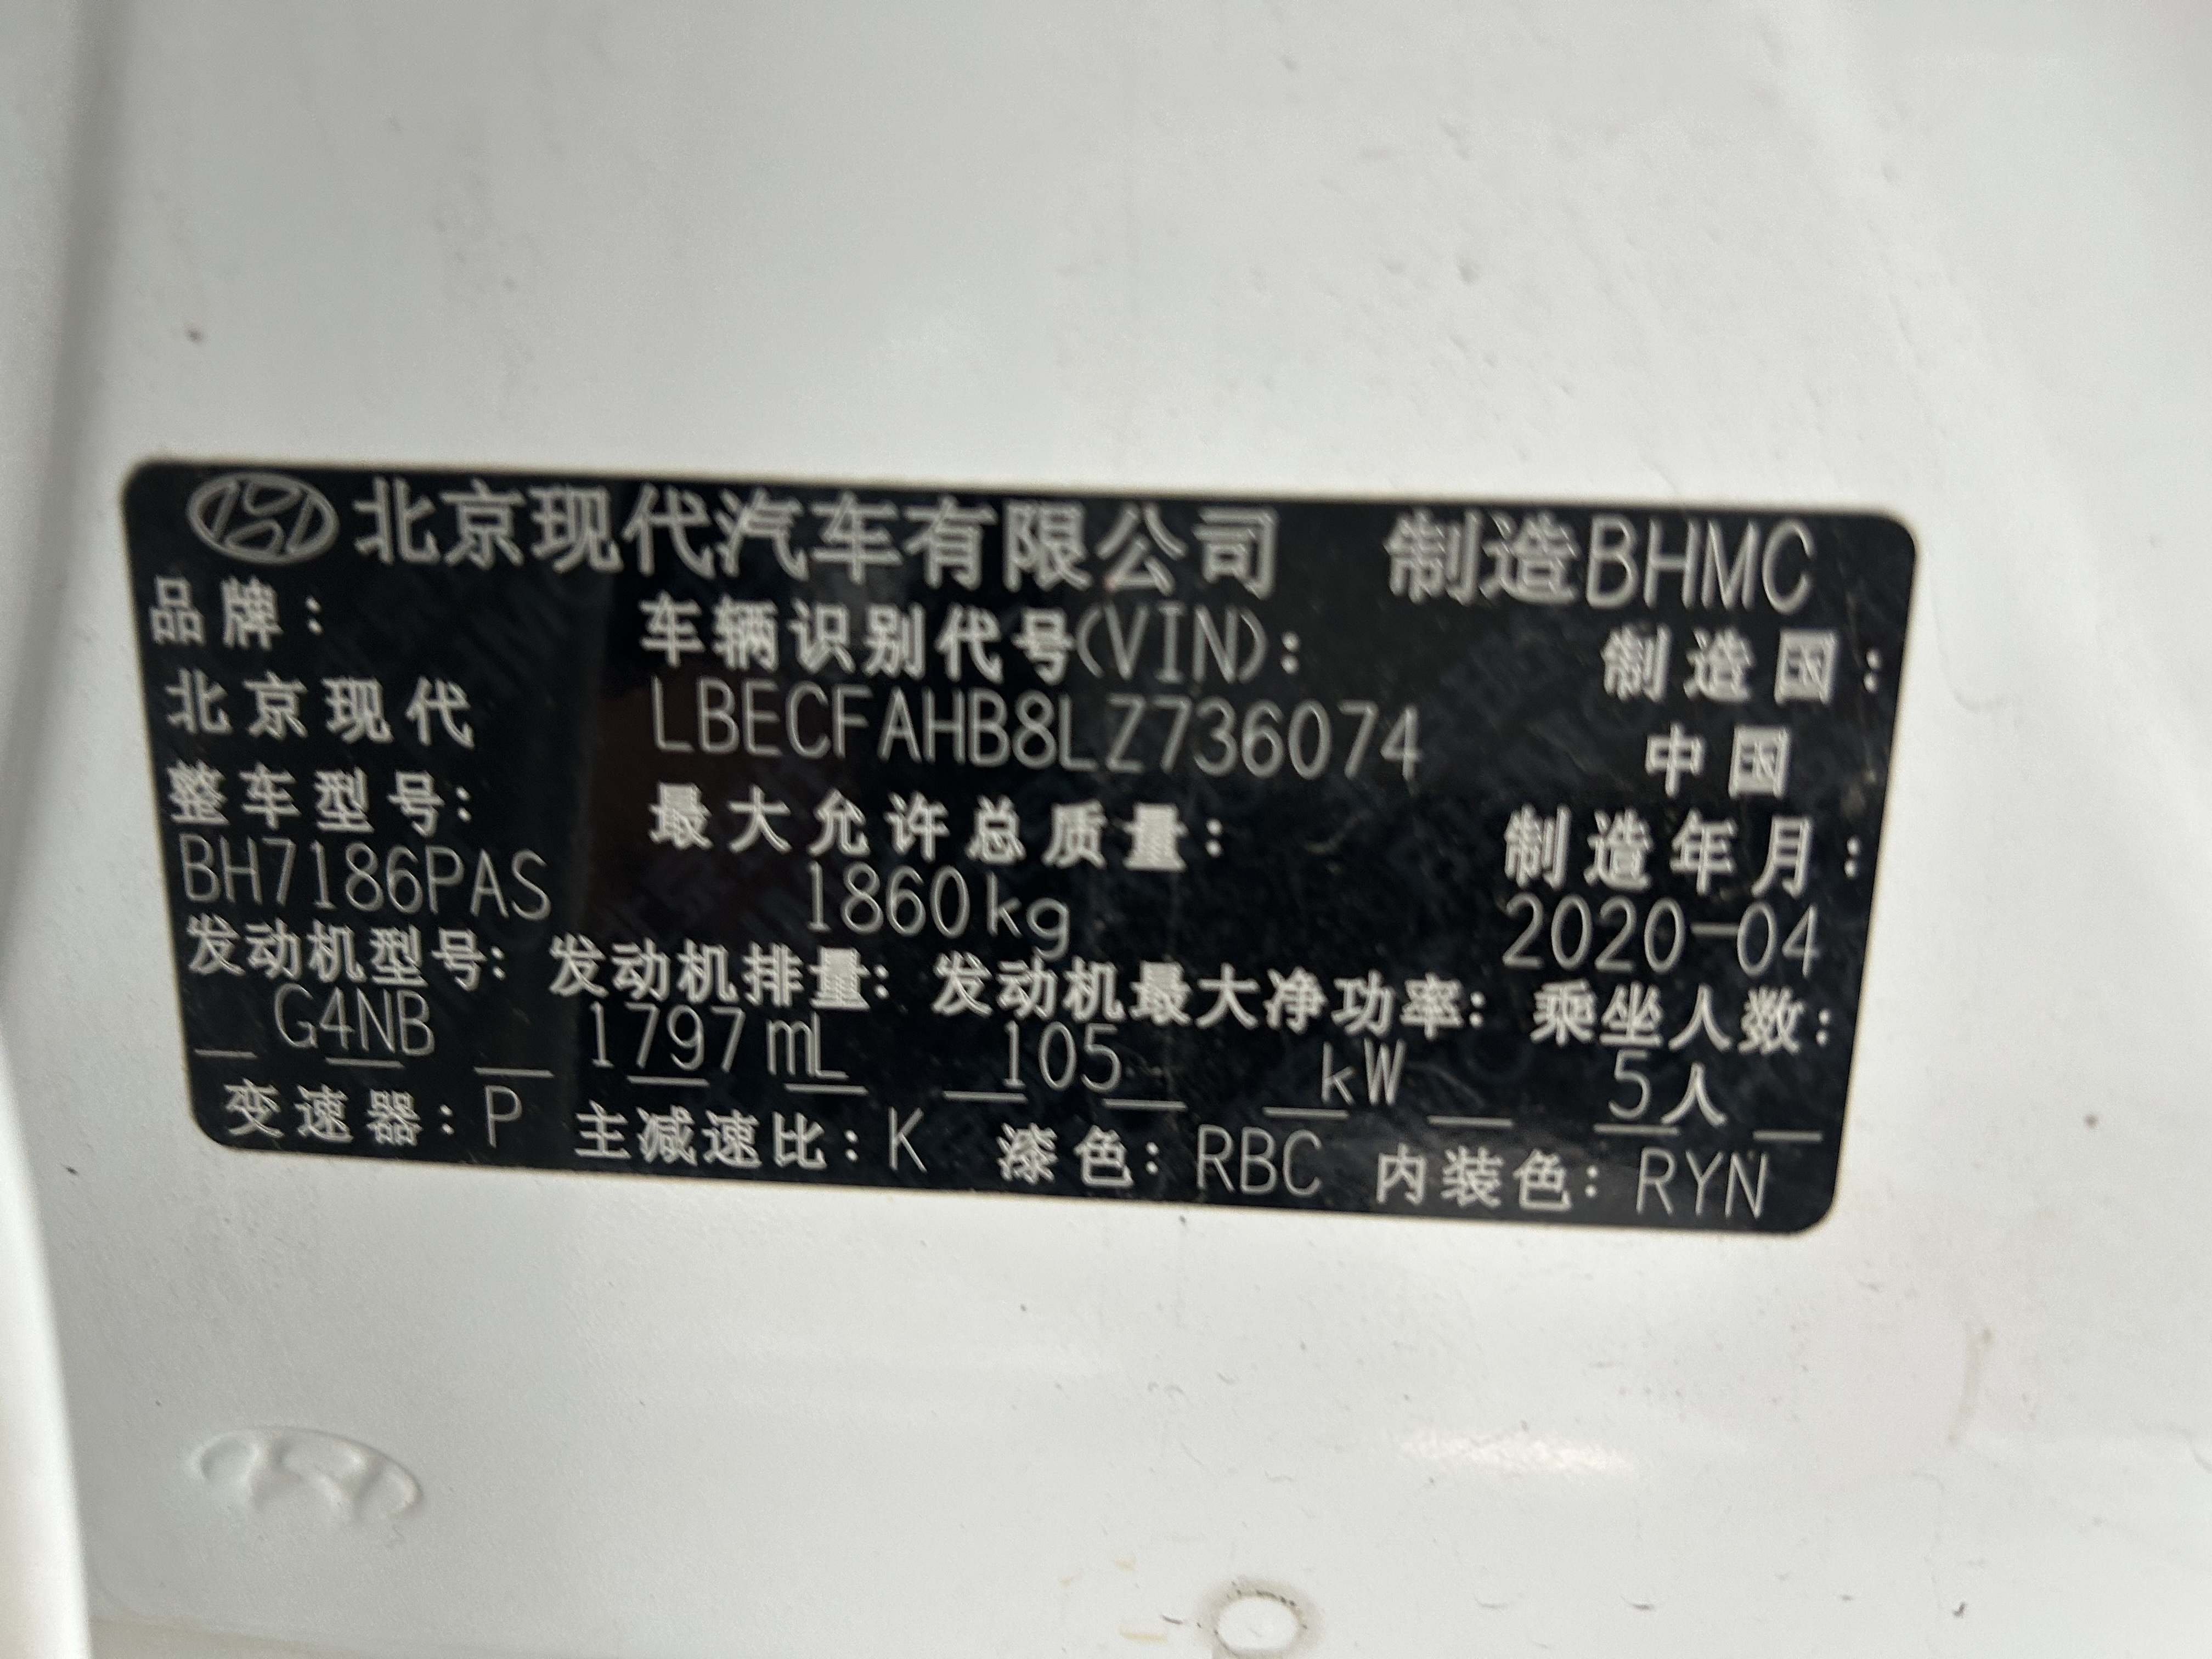 北京现代汽车有限公司 制造BHMC
品牌： 车辆识别代号(VIN)： 制造国：
北京现代 LBECFAHB8LZ736074 中国
整车型号： 最大允许总质量： 制造年月：
BH7186PAS 1860kg 2020-04
发动机型号： 发动机排量： 发动机最大净功率： 乘坐人数：
G4NB 1797mL 105 kW 5人
变速器：P 主减速比：K 漆色：RBC 内装色：RYN